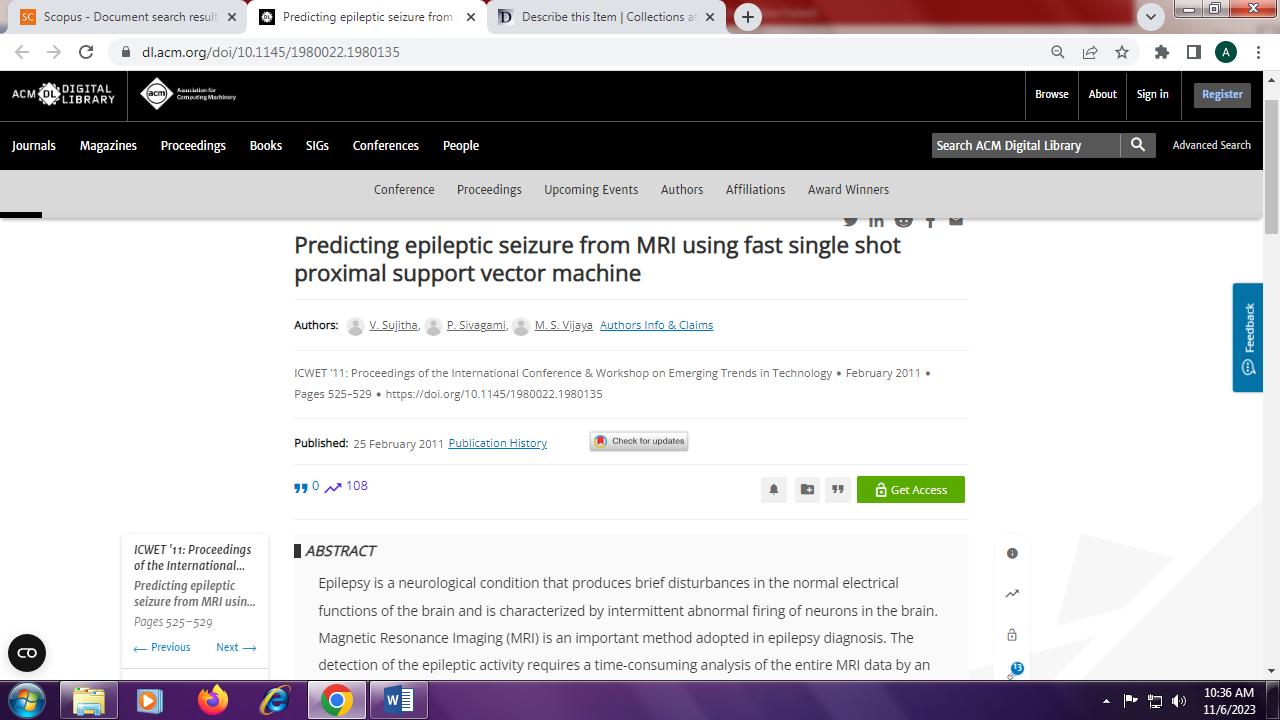 Scopus - Document search result
Predicting epileptic seizure from
Describe this Item | Collections a
dl.acm.org/doi/10.1145/1980022.1980135
A
ACM DL DIGITAL LIBRARY
acm Association for Computing Machinery
Browse
About
Sign in
Register
Journals
Magazines
Proceedings
Books
SIGs
Conferences
People
Search ACM Digital Library
Advanced Search
Conference
Proceedings
Upcoming Events
Authors
Affiliations
Award Winners
Predicting epileptic seizure from MRI using fast single shot
proximal support vector machine
Authors: V. Sujitha, P. Sivagami, M. S. Vijaya Authors Info & Claims
ICWET '11: Proceedings of the International Conference & Workshop on Emerging Trends in Technology • February 2011 •
Pages 525–529 • https://doi.org/10.1145/1980022.1980135
Published: 25 February 2011 Publication History
Check for updates
0 108
Get Access
Feedback
ICWET '11: Proceedings
of the International...
Predicting epileptic
seizure from MRI usin...
Pages 525–529
← Previous
Next →
ABSTRACT
Epilepsy is a neurological condition that produces brief disturbances in the normal electrical
functions of the brain and is characterized by intermittent abnormal firing of neurons in the brain.
Magnetic Resonance Imaging (MRI) is an important method adopted in epilepsy diagnosis. The
detection of the epileptic activity requires a time-consuming analysis of the entire MRI data by an
13
10:36 AM
11/6/2023